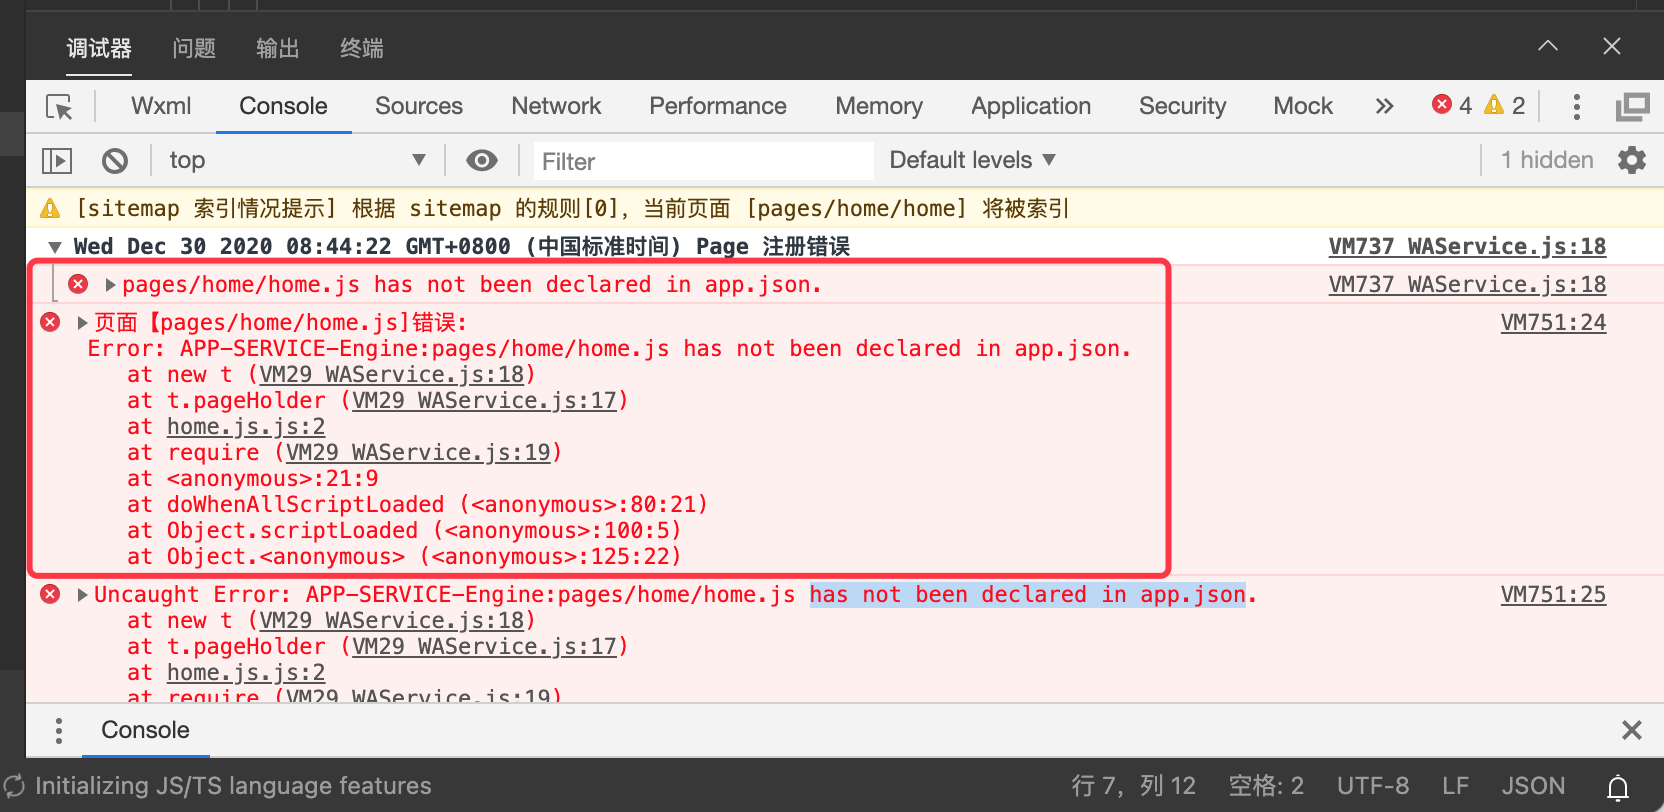 调试器 问题 输出 终端
Wxml Console Sources Network Performance Memory Application Security Mock 4 2
top Filter Default levels ▼ 1 hidden
[sitemap 索引情况提示] 根据 sitemap 的规则[0]，当前页面 [pages/home/home] 将被索引
Wed Dec 30 2020 08:44:22 GMT+0800 (中国标准时间) Page 注册错误 VM737 WAService.js:18
pages/home/home.js has not been declared in app.json. VM737 WAService.js:18
页面【pages/home/home.js]错误: VM751:24
Error: APP-SERVICE-Engine:pages/home/home.js has not been declared in app.json.
at new t (VM29 WAService.js:18)
at t.pageHolder (VM29 WAService.js:17)
at home.js.js:2
at require (VM29 WAService.js:19)
at <anonymous>:21:9
at doWhenAllScriptLoaded (<anonymous>:80:21)
at Object.scriptLoaded (<anonymous>:100:5)
at Object.<anonymous> (<anonymous>:125:22)
Uncaught Error: APP-SERVICE-Engine:pages/home/home.js has not been declared in app.json. VM751:25
at new t (VM29 WAService.js:18)
at t.pageHolder (VM29 WAService.js:17)
at home.js.js:2
at require (VM29 WAService.js:19)
Console
Initializing JS/TS language features 行 7，列 12 空格: 2 UTF-8 LF JSON